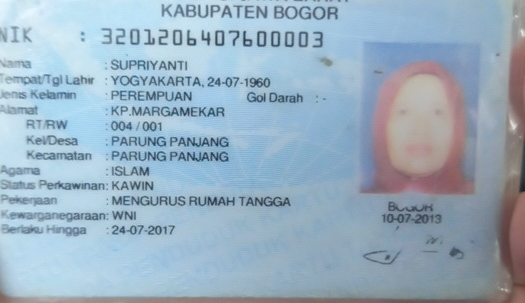 KABUPATEN BOGOR
NIK : 3201206407600003
Nama : SUPRIYANTI
Tempat/Tgl Lahir : YOGYAKARTA, 24-07-1960
Jenis Kelamin : PEREMPUAN Gol Darah : -
Alamat : KP.MARGAMEKAR
RT/RW : 004 / 001
Kel/Desa : PARUNG PANJANG
Kecamatan : PARUNG PANJANG
Agama : ISLAM
Status Perkawinan: KAWIN
Pekerjaan : MENGURUS RUMAH TANGGA
Kewarganegaraan: WNI
Berlaku Hingga : 24-07-2017
BOGOR
10-07-2013